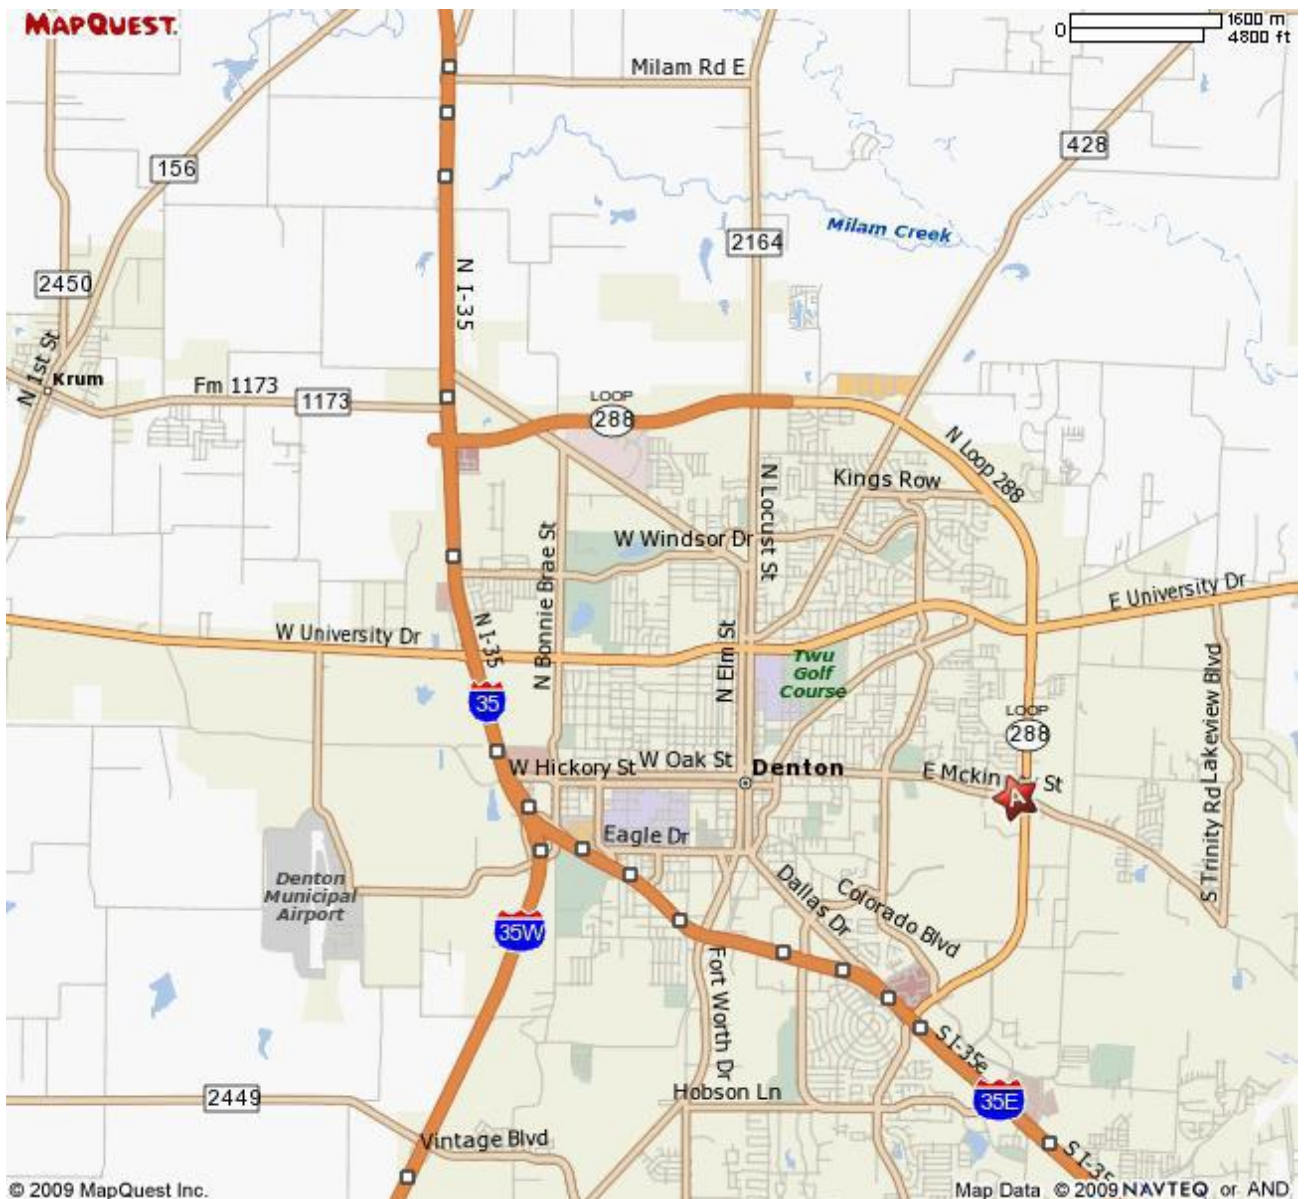 MAPQUEST.
0
1600 m
4800 ft
Milam Rd E
428
156
Milam Creek
2164
2450
N I-35
N 1st St
Krum
Fm 1173
1173
LOOP
288
N Loop 288
Kings Row
N Locust St
W Windsor Dr
N Bonnie Brae St
E University Dr
W University Dr
N I-35
N Elm St
Twu
Golf
Course
S Trinity Rd Lakeview Blvd
35
LOOP
288
W Oak St
W Hickory St
Denton
E Mckin
St
A
Eagle Dr
Denton
Municipal
Airport
Dallas Dr
Colorado Blvd
35W
Fort Worth Dr
S I-35e
2449
Hobson Ln
35E
Vintage Blvd
S I-35
© 2009 MapQuest Inc.
Map Data © 2009 NAVTEQ or AND